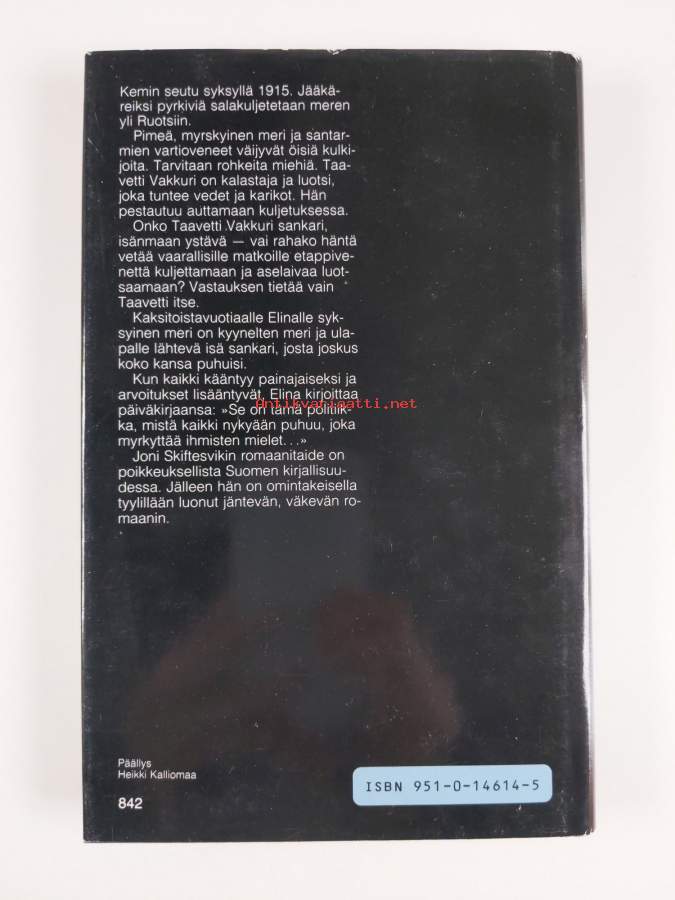 Kemin seutu syksyllä 1915. Jääkä-
reiksi pyrkiviä salakuljetetaan meren
yli Ruotsiin.
Pimeä, myrskyinen meri ja santar-
mien vartioveneet väijyvät öisiä kulki-
joita. Tarvitaan rohkeita miehiä. Taa-
vetti Vakkuri on kalastaja ja luotsi,
joka tuntee vedet ja karikot. Hän
pestautuu auttamaan kuljetuksessa.
Onko Taavetti Vakkuri sankari,
isänmaan ystävä — vai rahako häntä
vetää vaarallisille matkoille etappive-
nettä kuljettamaan ja aselaivaa luot-
saamaan? Vastauksen tietää vain
Taavetti itse.
Kaksitoistavuotiaalle Elinalle syk-
syinen meri on kyynelten meri ja ula-
palle lähtevä isä sankari, josta joskus
koko kansa puhuisi.
Kun kaikki kääntyy painajaiseksi ja
arvoitukset lisääntyvät, Elina kirjoittaa
päiväkirjaansa: »Se on tämä politiik-
ka, mistä kaikki nykyään puhuu, joka
myrkyttää ihmisten mielet. . .»
Joni Skiftesvikin romaanitaide on
poikkeuksellista Suomen kirjallisuu-
dessa. Jälleen hän on omintakeisella
tyylillään luonut jäntevän, väkevän ro-
maanin.
Antikvariaatti.net
Päällys
Heikki Kalliomaa
842
ISBN 951-0-14614-5